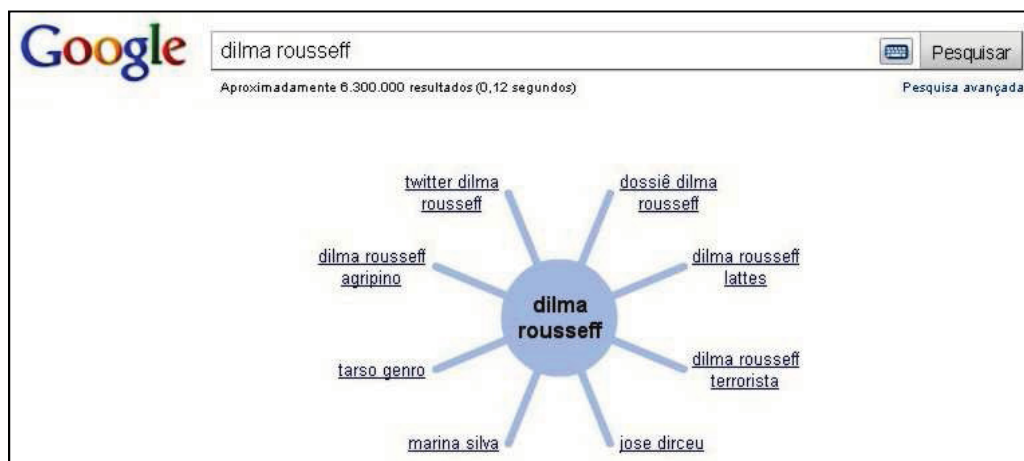 Google
dilma rousseff
Pesquisar
Aproximadamente 6.300.000 resultados (0,12 segundos)
Pesquisa avançada
twitter dilma
rousseff
dossiê dilma
rousseff
dilma rousseff
agripino
dilma rousseff
lattes
dilma
rousseff
tarso genro
dilma rousseff
terrorista
marina silva
jose dirceu